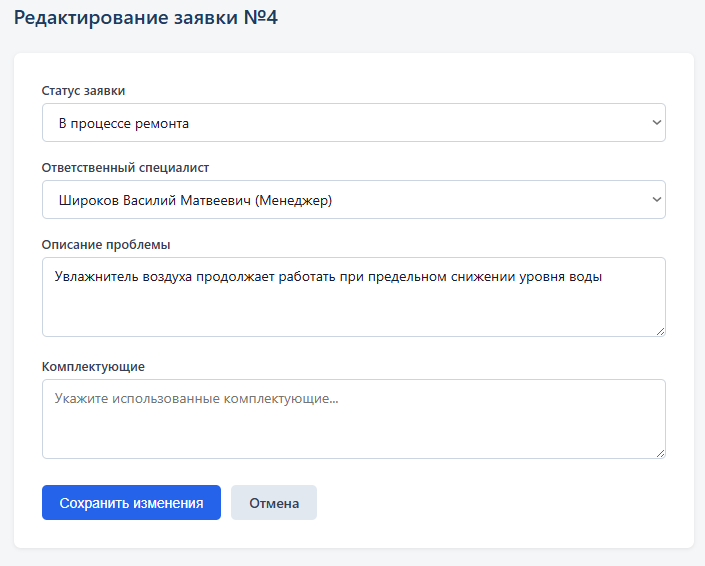 Редактирование заявки №4
Статус заявки
В процессе ремонта
Ответственный специалист
Широков Василий Матвеевич (Менеджер)
Описание проблемы
Увлажнитель воздуха продолжает работать при предельном снижении уровня воды
Комплектующие
Укажите использованные комплектующие...
Сохранить изменения
Отмена